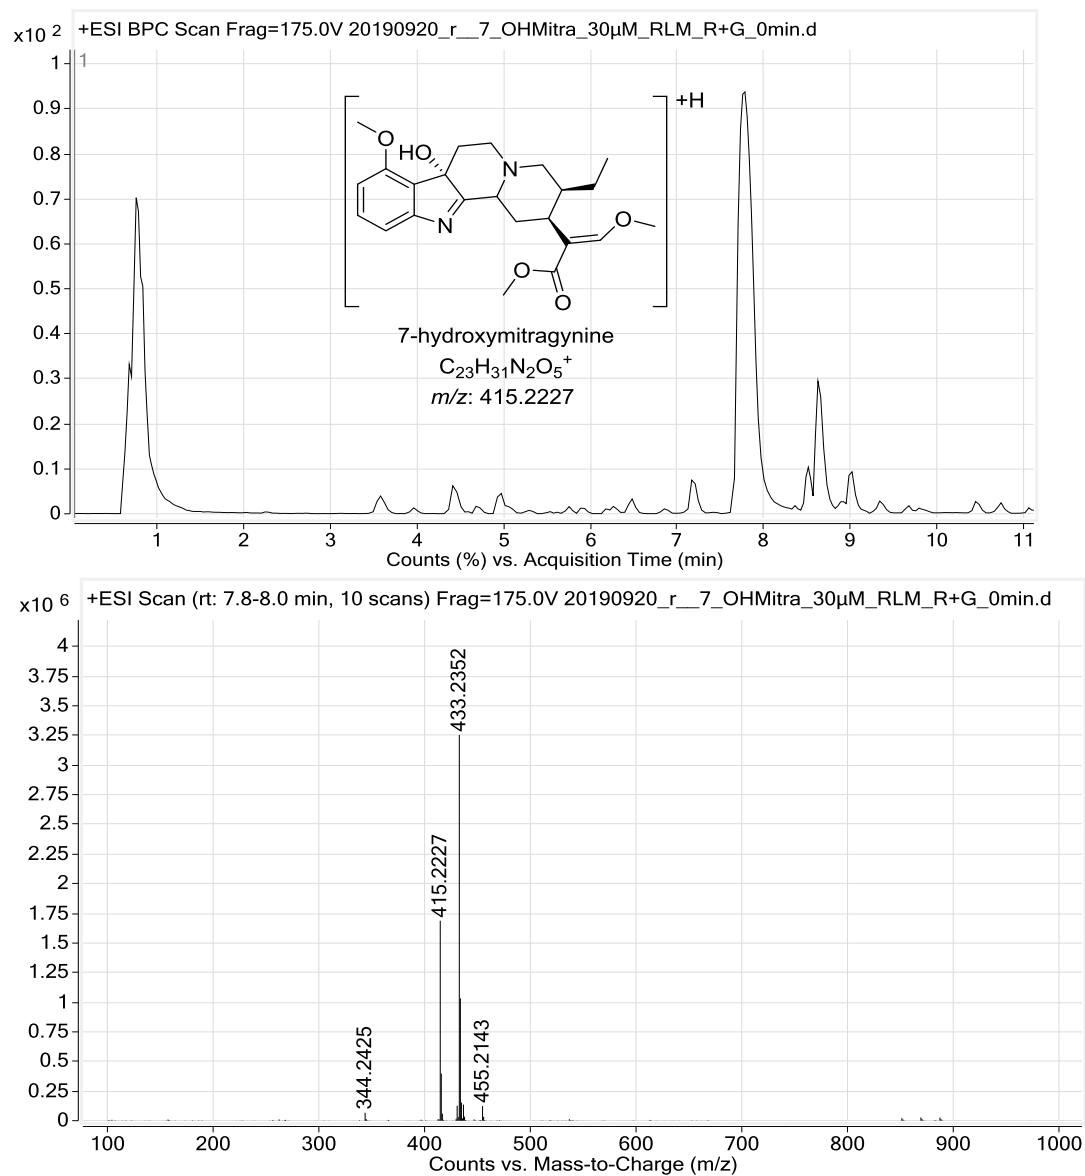 +ESI BPC Scan Frag=175.0V 20190920_r__7_OHMitra_30µM_RLM_R+G_0min.d
x10 2
1
1
0.9
0.8
0.7
0.6
0.5
0.4
0.3
0.2
0.1
0
+H
O
HO
N
N
O
O
O
7-hydroxymitragynine
C23H31N2O5+
m/z: 415.2227
1 2 3 4 5 6 7 8 9 10 11
Counts (%) vs. Acquisition Time (min)
+ESI Scan (rt: 7.8-8.0 min, 10 scans) Frag=175.0V 20190920_r__7_OHMitra_30µM_RLM_R+G_0min.d
x10 6
4
3.75
3.5
3.25
3
2.75
2.5
2.25
2
1.75
1.5
1.25
1
0.75
0.5
0.25
0
344.2425
415.2227
433.2352
455.2143
100 200 300 400 500 600 700 800 900 1000
Counts vs. Mass-to-Charge (m/z)